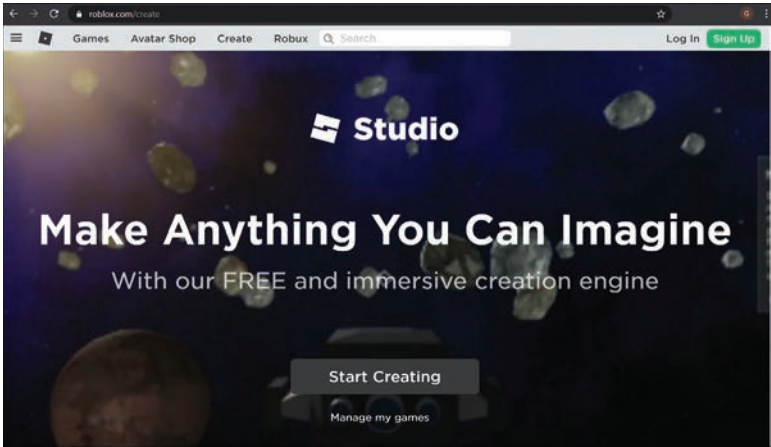 roblox.com/create
G
Games Avatar Shop Create Robux Search Log In Sign Up
Studio
Make Anything You Can Imagine
With our FREE and immersive creation engine
Start Creating
Manage my games